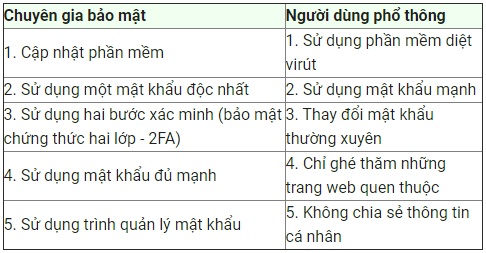 Chuyên gia bảo mật
Người dùng phổ thông
1. Cập nhật phần mềm
1. Sử dụng phần mềm diệt
virút
2. Sử dụng một mật khẩu độc nhất
2. Sử dụng mật khẩu mạnh
3. Sử dụng hai bước xác minh (bảo mật
chứng thức hai lớp - 2FA)
3. Thay đổi mật khẩu
thường xuyên
4. Sử dụng mật khẩu đủ mạnh
4. Chỉ ghé thăm những
trang web quen thuộc
5. Sử dụng trình quản lý mật khẩu
5. Không chia sẻ thông tin
cá nhân